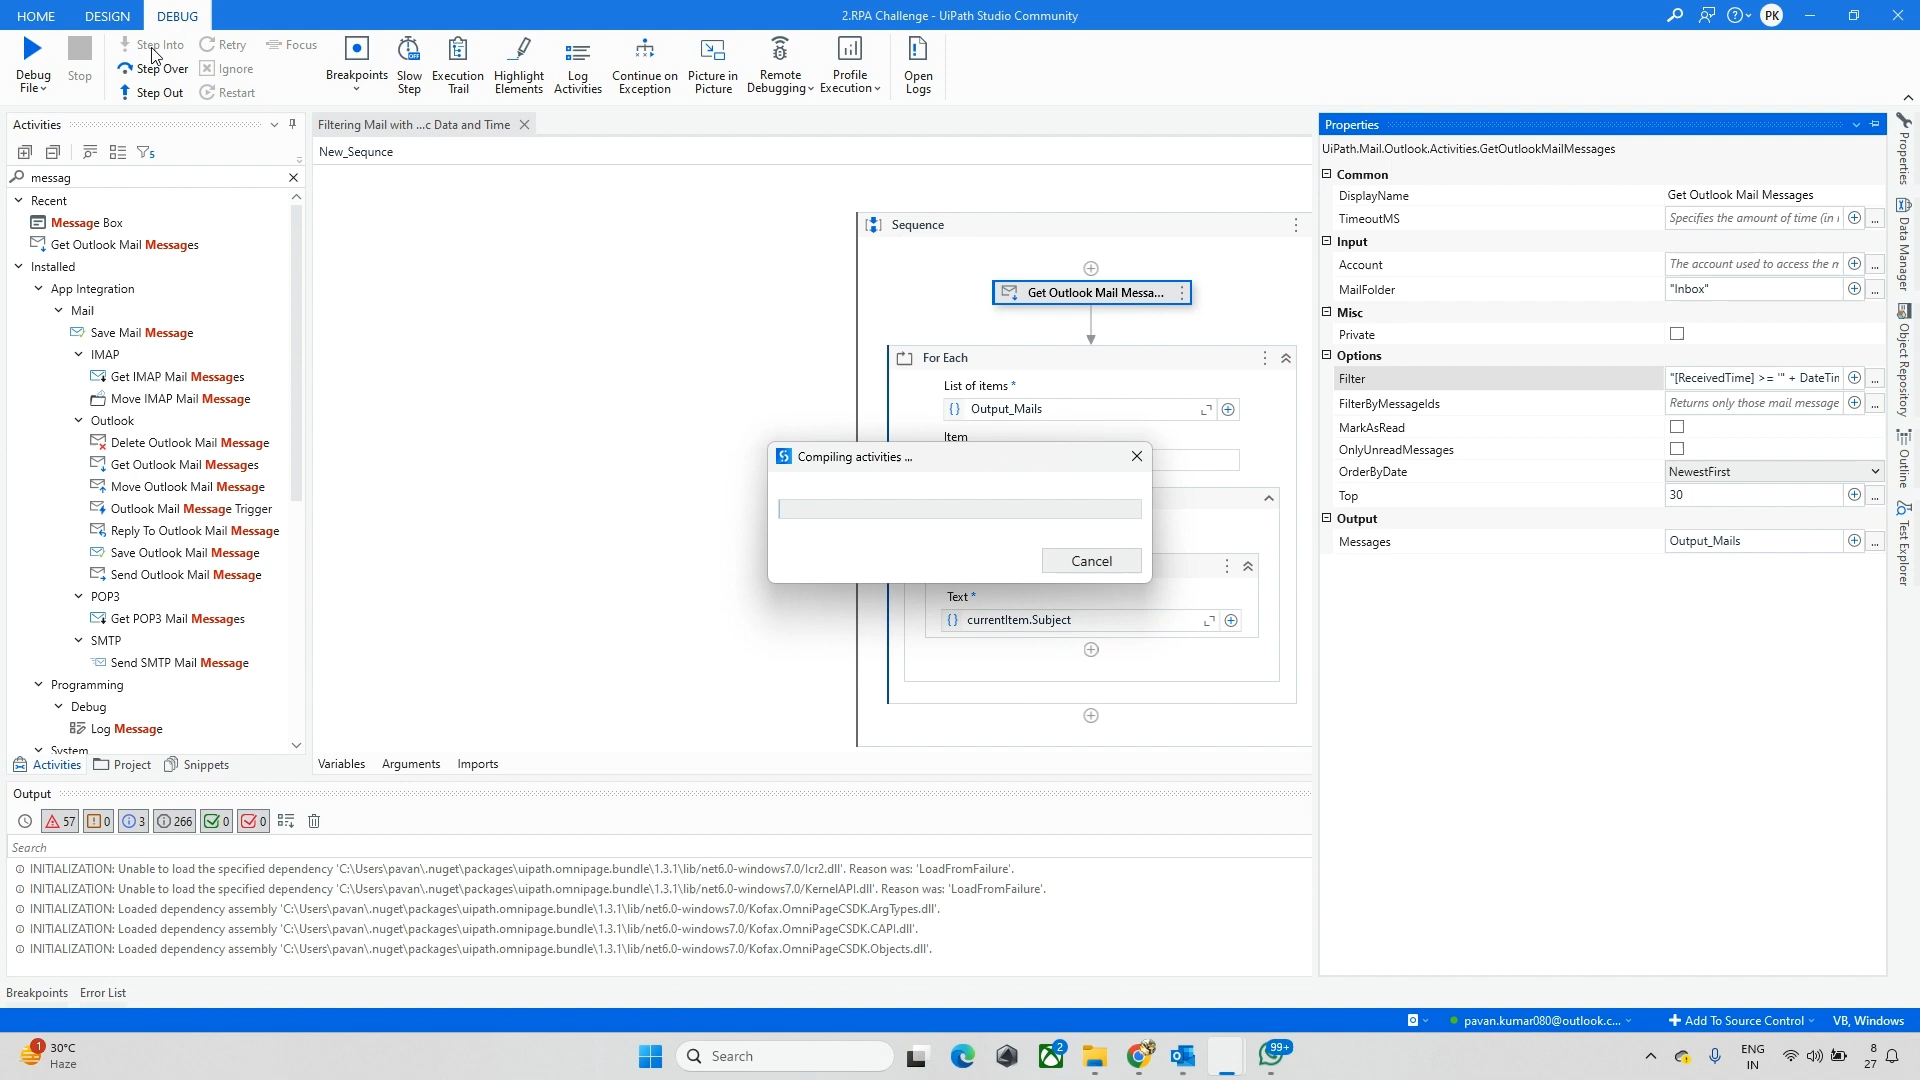 HOME DESIGN DEBUG
2.RPA Challenge - UiPath Studio Community
PK
Debug File
Stop
Step Into
Step Over
Step Out
Retry
Ignore
Restart
Focus
Breakpoints
Slow Step
Execution Trail
Highlight Elements
Log Activities
Continue on Exception
Picture in Picture
Remote Debugging
Profile Execution
Open Logs
Activities
5
messag
Recent
Message Box
Get Outlook Mail Messages
Installed
App Integration
Mail
Save Mail Message
IMAP
Get IMAP Mail Messages
Move IMAP Mail Message
Outlook
Delete Outlook Mail Message
Get Outlook Mail Messages
Move Outlook Mail Message
Outlook Mail Message Trigger
Reply To Outlook Mail Message
Save Outlook Mail Message
Send Outlook Mail Message
POP3
Get POP3 Mail Messages
SMTP
Send SMTP Mail Message
Programming
Debug
Log Message
System
Activities Project Snippets
Filtering Mail with ...c Data and Time
New_Sequnce
Sequence
Get Outlook Mail Messa...
For Each
List of items *
Output_Mails
Item
Compiling activities ...
Cancel
Text *
currentItem.Subject
Variables Arguments Imports
Properties
UiPath.Mail.Outlook.Activities.GetOutlookMailMessages
Common
DisplayName Get Outlook Mail Messages
TimeoutMS Specifies the amount of time (in
Input
Account The account used to access the
MailFolder "Inbox"
Misc
Private
Options
Filter "[ReceivedTime] >= '" + DateTin
FilterByMessageIds Returns only those mail message
MarkAsRead
OnlyUnreadMessages
OrderByDate NewestFirst
Top 30
Output
Messages Output_Mails
Properties
Data Manager
Object Repository
Outline
Test Explorer
Output
57 0 3 266 0 0
Search
INITIALIZATION: Unable to load the specified dependency 'C:\Users\pavan\.nuget\packages\uipath.omnipage.bundle\1.3.1\lib/net6.0-windows7.0/Icr2.dll'. Reason was: 'LoadFromFailure'.
INITIALIZATION: Unable to load the specified dependency 'C:\Users\pavan\.nuget\packages\uipath.omnipage.bundle\1.3.1\lib/net6.0-windows7.0/KernelAPI.dll'. Reason was: 'LoadFromFailure'.
INITIALIZATION: Loaded dependency assembly 'C:\Users\pavan\.nuget\packages\uipath.omnipage.bundle\1.3.1\lib/net6.0-windows7.0/Kofax.OmniPageCSDK.ArgTypes.dll'.
INITIALIZATION: Loaded dependency assembly 'C:\Users\pavan\.nuget\packages\uipath.omnipage.bundle\1.3.1\lib/net6.0-windows7.0/Kofax.OmniPageCSDK.CAPI.dll'.
INITIALIZATION: Loaded dependency assembly 'C:\Users\pavan\.nuget\packages\uipath.omnipage.bundle\1.3.1\lib/net6.0-windows7.0/Kofax.OmniPageCSDK.Objects.dll'.
Breakpoints Error List
pavan.kumar080@outlook.c...
Add To Source Control
VB, Windows
1
30°C
Haze
Search
2
99+
ENG
IN
8
27